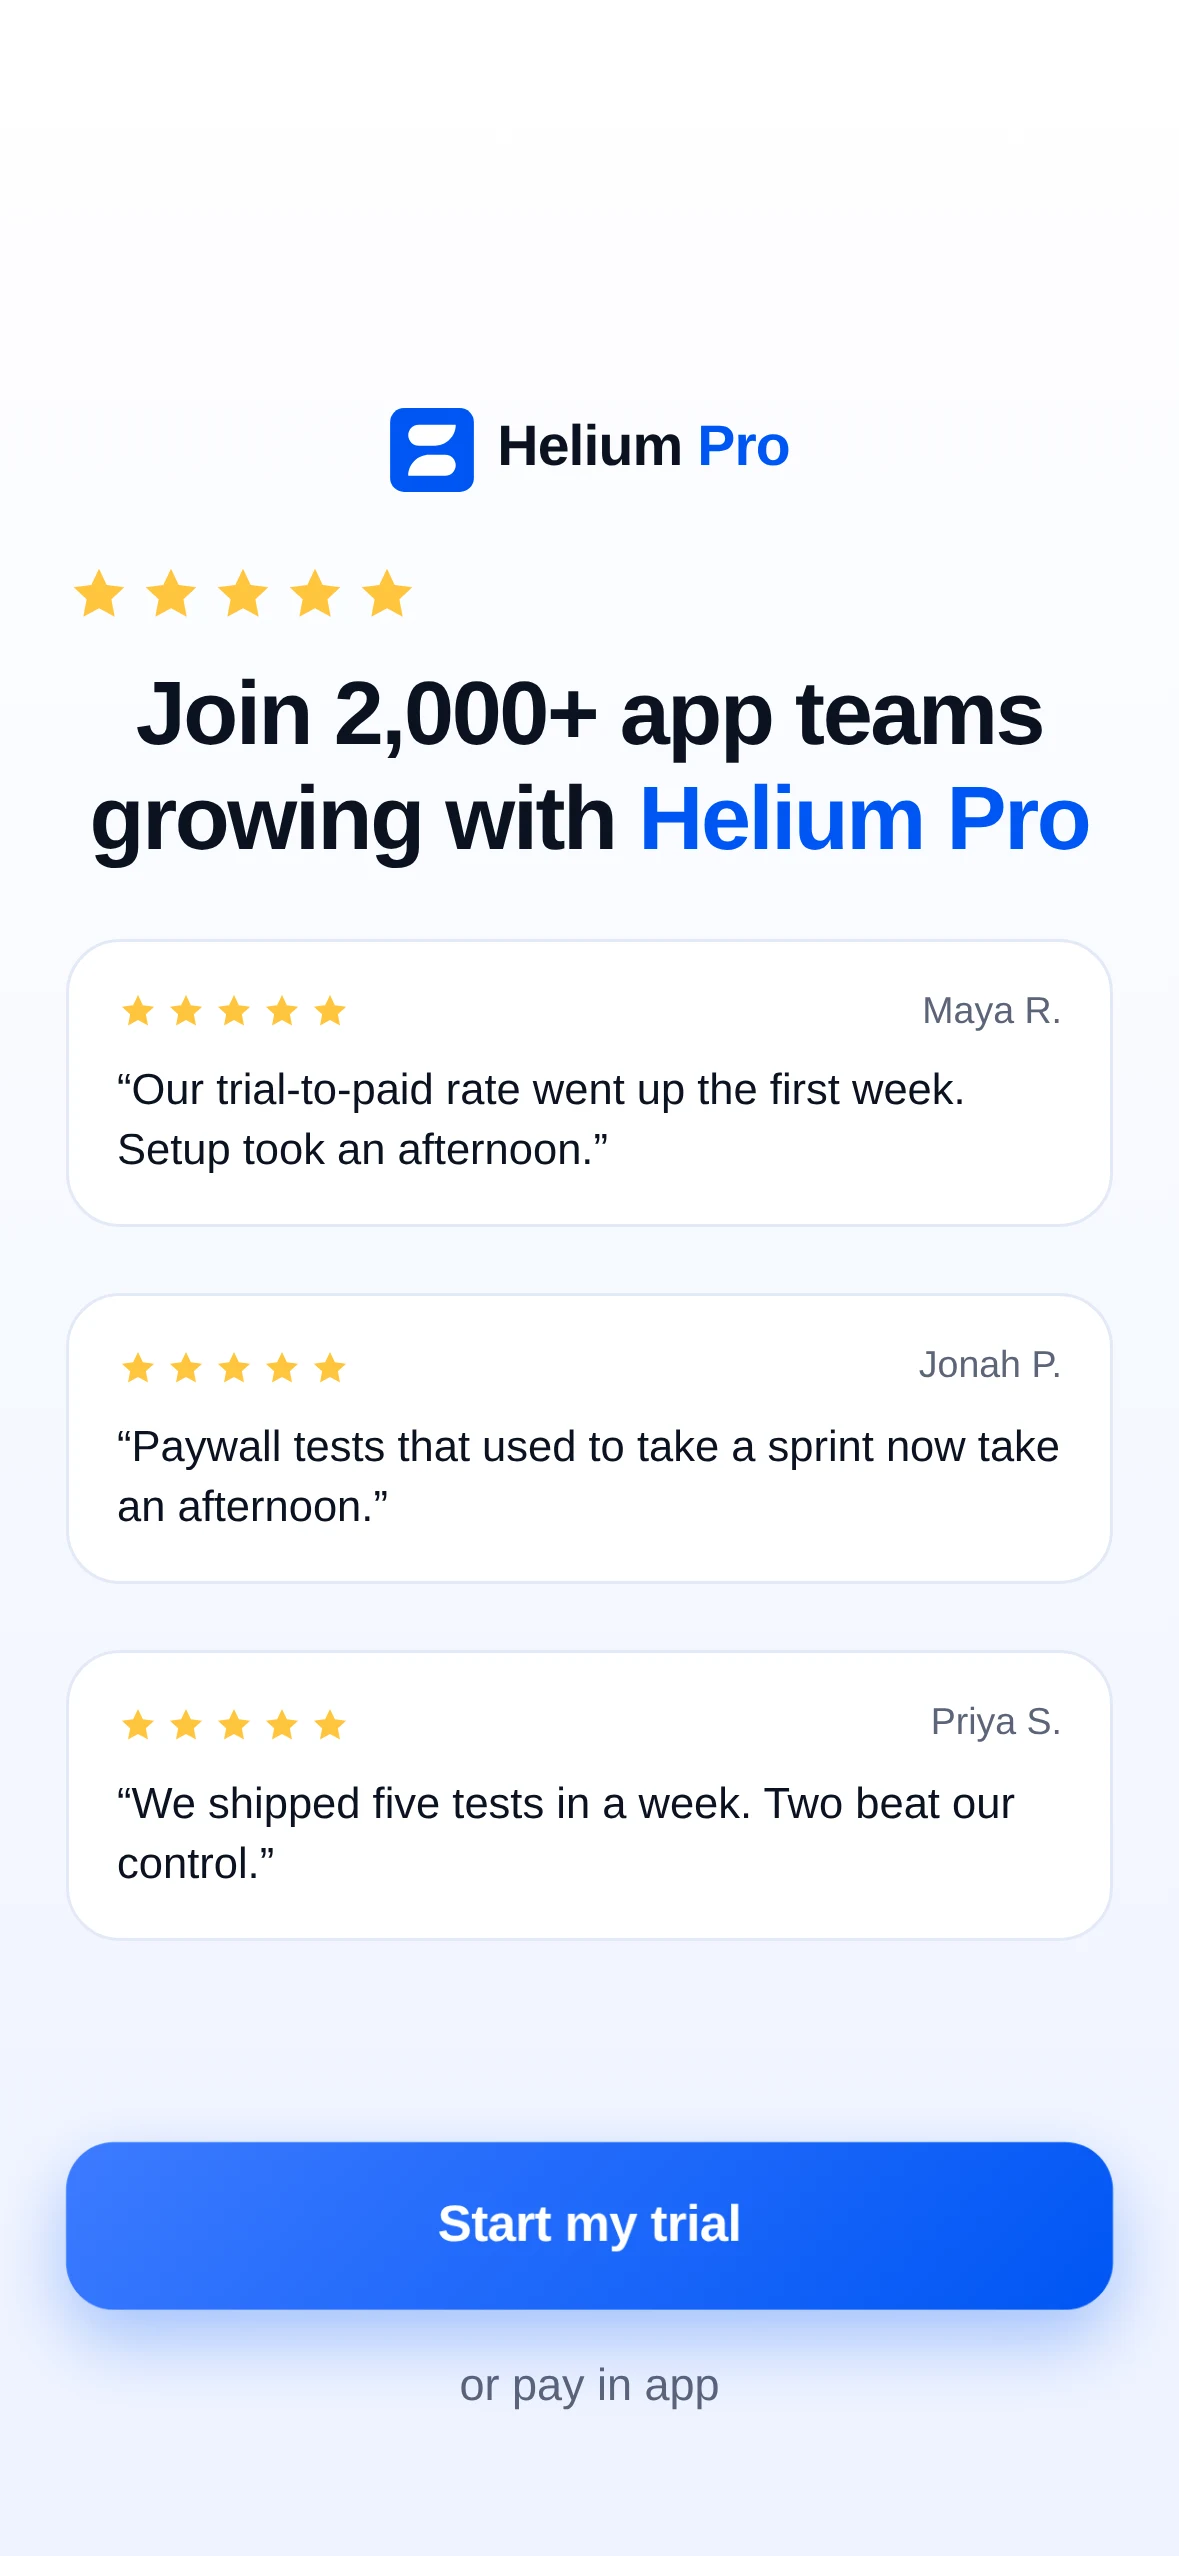 Helium Pro
Join 2,000+ app teams
growing with Helium Pro
Maya R.
“Our trial-to-paid rate went up the first week.
Setup took an afternoon.”
Jonah P.
“Paywall tests that used to take a sprint now take
an afternoon.”
Priya S.
“We shipped five tests in a week. Two beat our
control.”
Start my trial
or pay in app